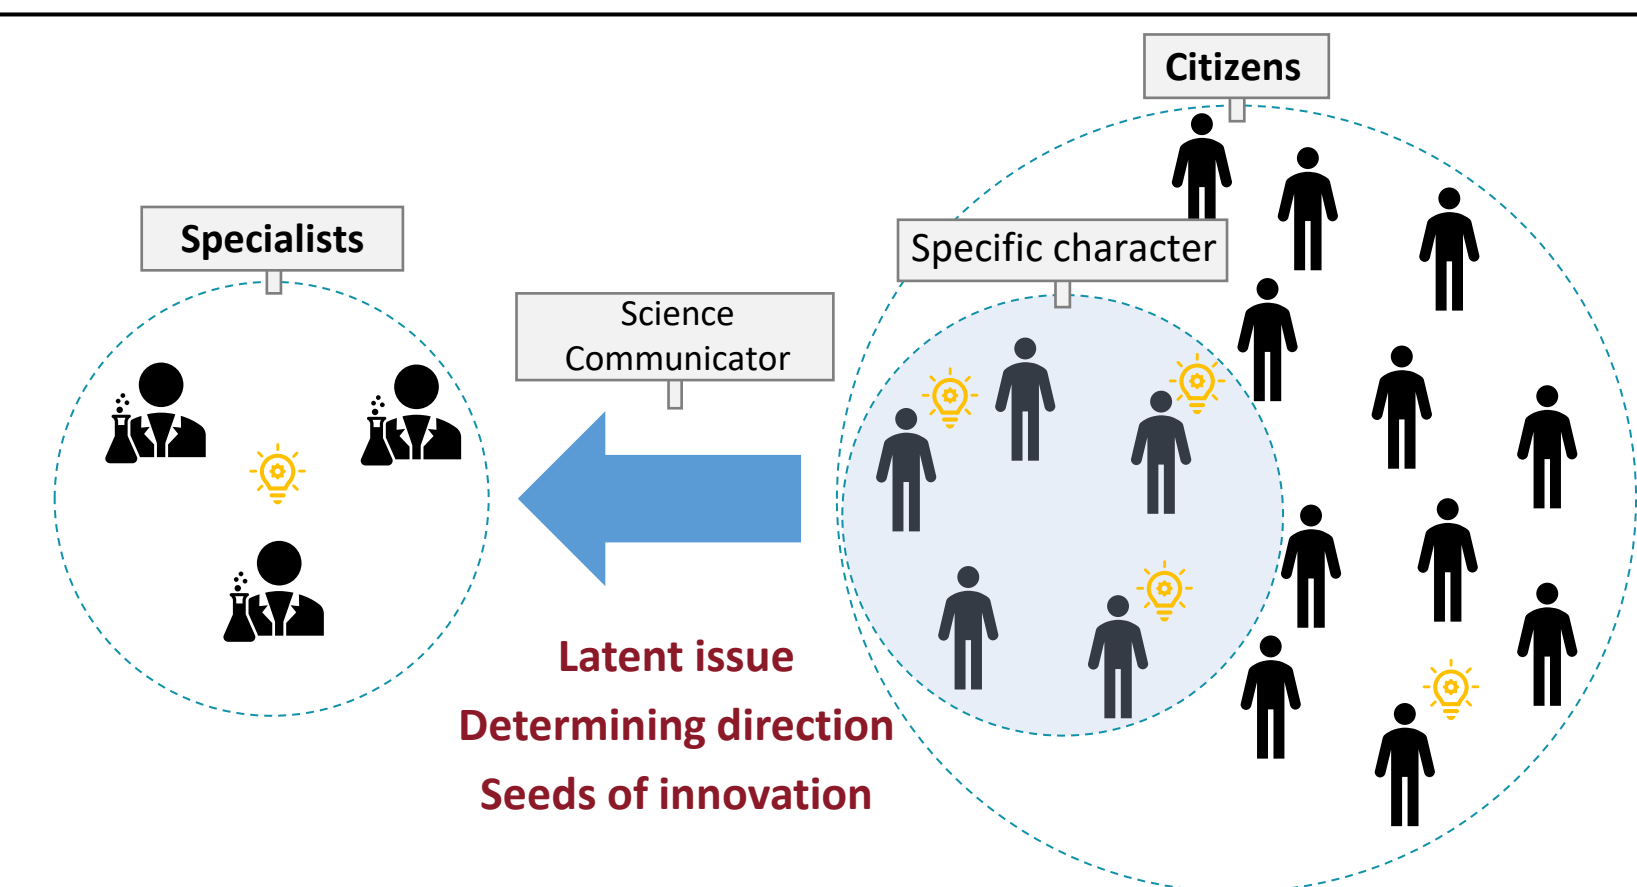 Citizens
Specialists
Specific character
Science
Communicator
Latent issue
Determining direction
Seeds of innovation